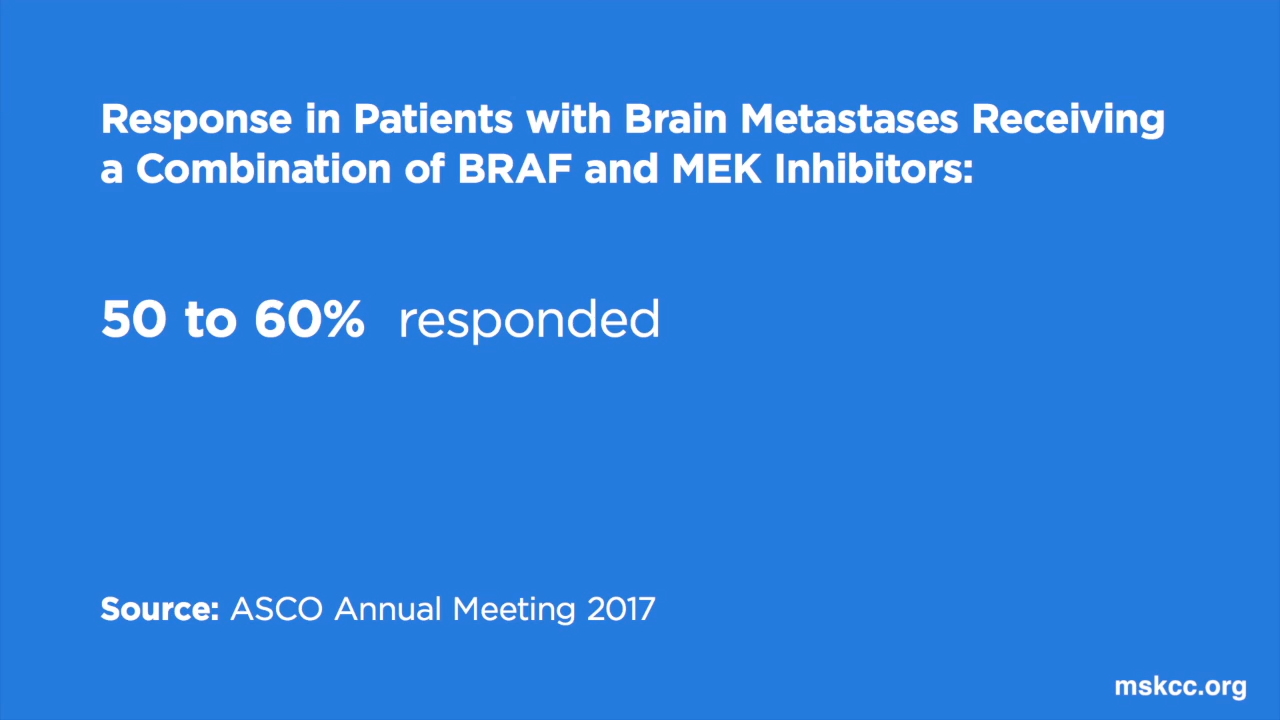 Response in Patients with Brain Metastases Receiving
a Combination of BRAF and MEK Inhibitors:
50 to 60% responded
Source: ASCO Annual Meeting 2017
mskcc.org